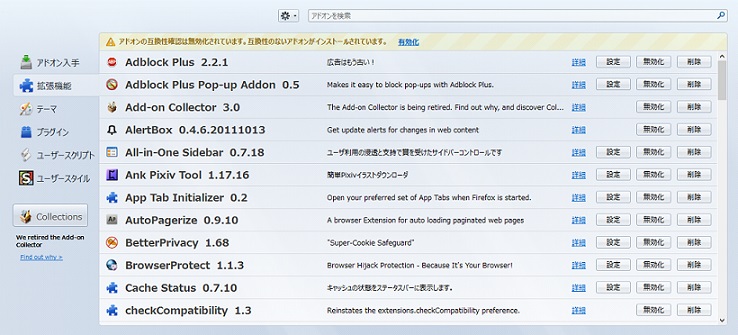 アドオンを検索
アドオンの互換性確認は無効化されています。互換性のないアドオンがインストールされています。 有効化
アドオン入手
拡張機能
テーマ
プラグイン
ユーザースクリプト
ユーザースタイル
Collections
We retired the Add-on Collector
Find out why »
Adblock Plus 2.2.1 広告はもう古い! 詳細 設定 無効化 削除
Adblock Plus Pop-up Addon 0.5 Makes it easy to block pop-ups with Adblock Plus. 詳細 設定 無効化 削除
Add-on Collector 3.0 The Add-on Collector is being retired. Find out why, and discover Col... 詳細 無効化 削除
AlertBox 0.4.6.20111013 Get update alerts for changes in web content 詳細 無効化 削除
All-in-One Sidebar 0.7.18 ユーザ利用の浸透と支持で賞を受けたサイドバーコントロールです 詳細 設定 無効化 削除
Ank Pixiv Tool 1.17.16 簡単Pixivイラストダウンローダ 詳細 設定 無効化 削除
App Tab Initializer 0.2 Open your preferred set of App Tabs when Firefox is started. 詳細 設定 無効化 削除
AutoPagerize 0.9.10 A browser Extension for auto loading paginated web pages 詳細 設定 無効化 削除
BetterPrivacy 1.68 "Super-Cookie Safeguard" 詳細 設定 無効化 削除
BrowserProtect 1.1.3 Browser Hijack Protection - Because It's Your Browser! 詳細 設定 無効化 削除
Cache Status 0.7.10 キャッシュの状態をステータスバーに表示します。 詳細 設定 無効化 削除
checkCompatibility 1.3 Reinstates the extensions.checkCompatibility preference. 詳細 無効化 削除